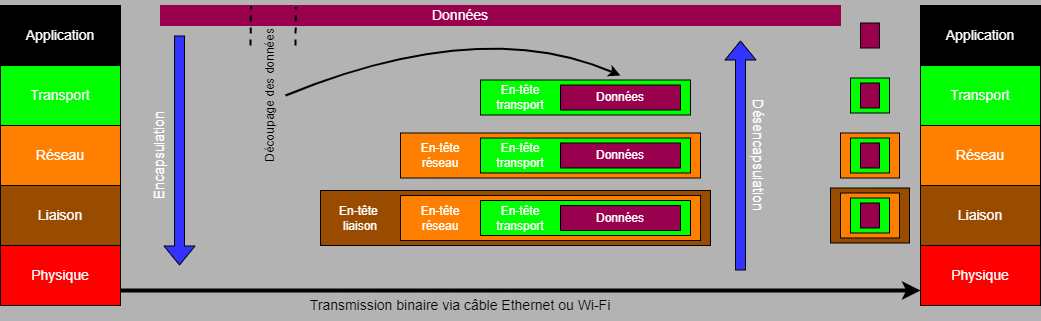 Données
Application
Transport
Réseau
Liaison
Physique
Encapsulation
Découpage des données
En-tête
transport
Données
En-tête
réseau
En-tête
transport
Données
En-tête
liaison
En-tête
réseau
En-tête
transport
Données
Désencapsulation
Application
Transport
Réseau
Liaison
Physique
Transmission binaire via câble Ethernet ou Wi-Fi